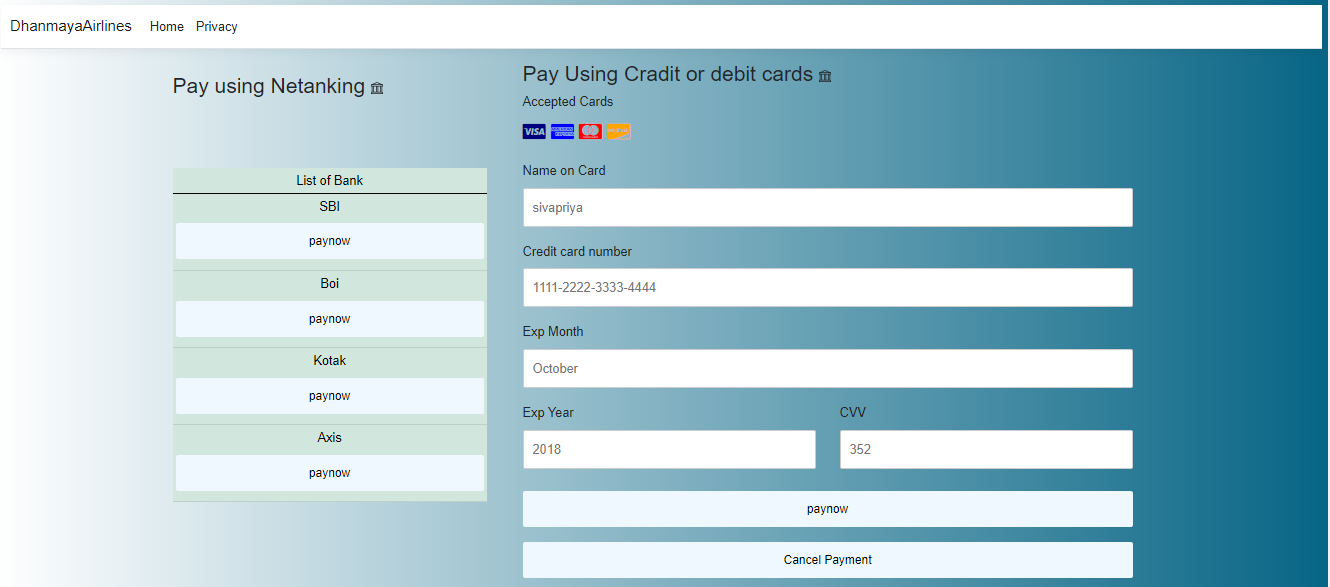 DhanmayaAirlines Home Privacy
Pay using Netanking
List of Bank
SBI
paynow
Boi
paynow
Kotak
paynow
Axis
paynow
Pay Using Cradit or debit cards
Accepted Cards
VISA
Name on Card
sivapriya
Credit card number
1111-2222-3333-4444
Exp Month
October
Exp Year CVV
2018 352
paynow
Cancel Payment